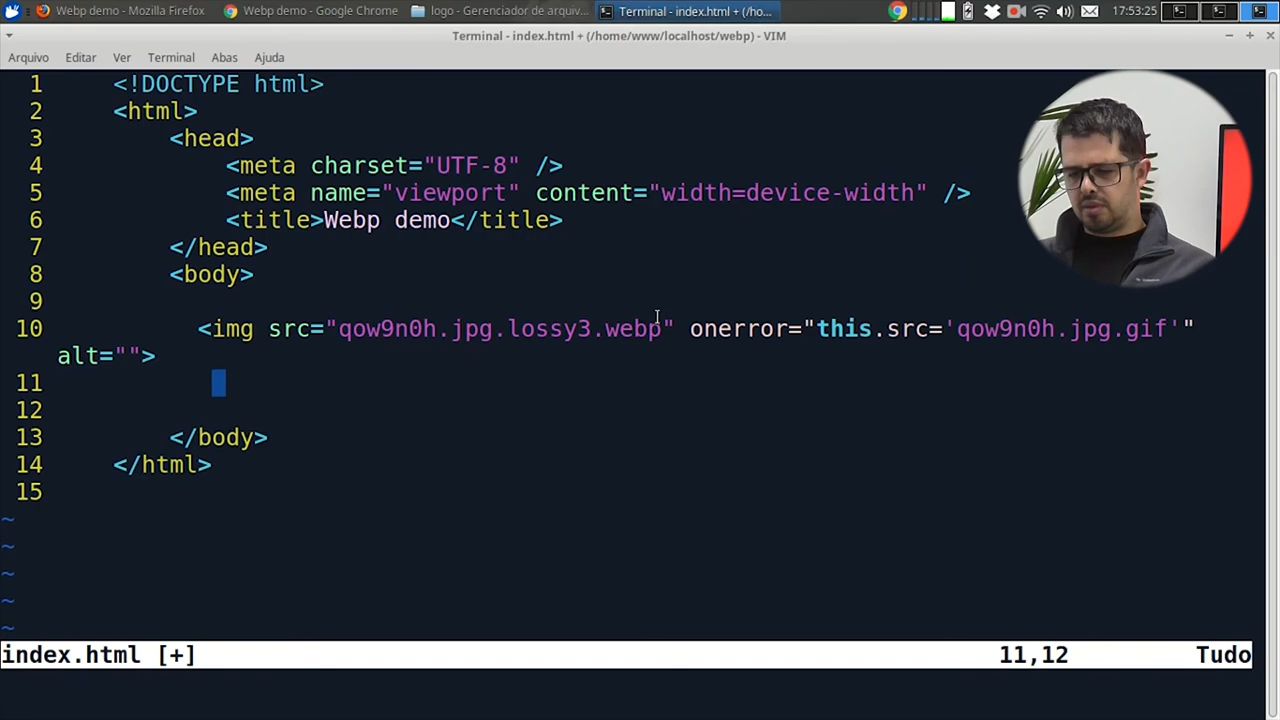 Webp demo - Mozilla Firefox
Webp demo - Google Chrome
logo - Gerenciador de arquiv...
Terminal - index.html + (/ho...
17:53:25
Terminal - index.html + (/home/www/localhost/webp) - VIM
Arquivo Editar Ver Terminal Abas Ajuda
1 <!DOCTYPE html>
2 <html>
3 <head>
4 <meta charset="UTF-8" />
5 <meta name="viewport" content="width=device-width" />
6 <title>Webp demo</title>
7 </head>
8 <body>
9
10 <img src="qow9n0h.jpg.lossy3.webp" onerror="this.src='qow9n0h.jpg.gif'"
alt="">
11
12
13 </body>
14 </html>
15
~
~
~
~
~
index.html [+] 11,12 Tudo